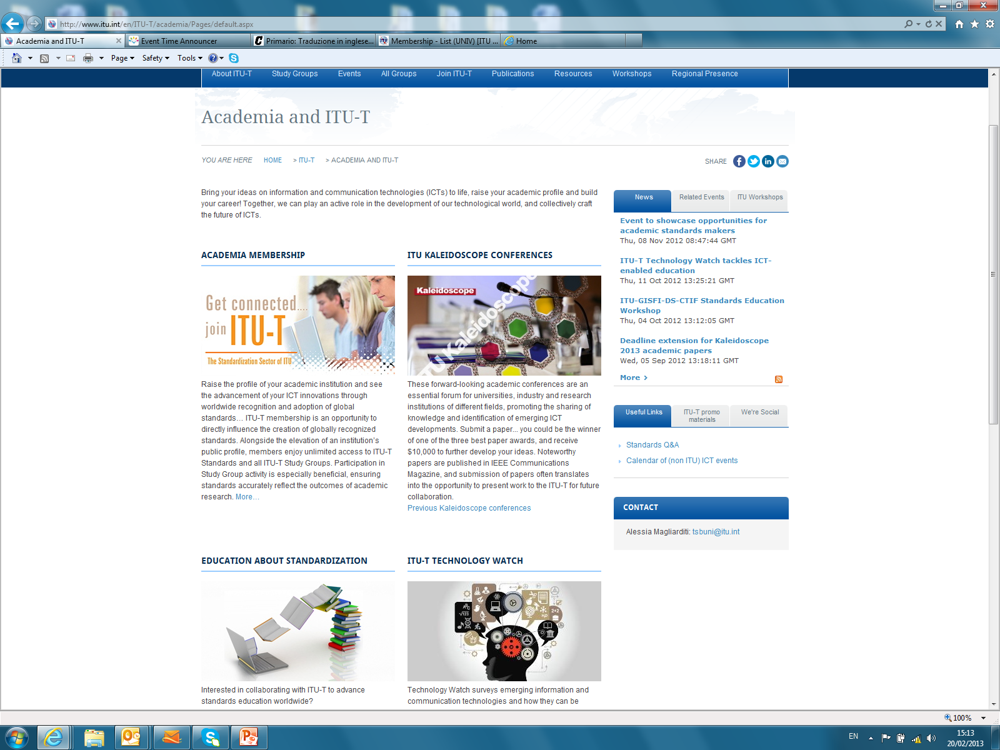 http://www.itu.int/en/ITU-T/academia/Pages/default.aspx
Academia and ITU-T
Event Time Announcer
Primario: Traduzione in inglese...
Membership - List (UNIV) [ITU ...
Home
Page
Safety
Tools
About ITU-T
Study Groups
Events
All Groups
Join ITU-T
Publications
Resources
Workshops
Regional Presence
Academia and ITU-T
YOU ARE HERE HOME > ITU-T > ACADEMIA AND ITU-T
SHARE
Bring your ideas on information and communication technologies (ICTs) to life, raise your academic profile and build
your career! Together, we can play an active role in the development of our technological world, and collectively craft
the future of ICTs.
ACADEMIA MEMBERSHIP
Get connected....
join ITU-T
The Standardization Sector of ITU
Raise the profile of your academic institution and see
the advancement of your ICT innovations through
worldwide recognition and adoption of global
standards... ITU-T membership is an opportunity to
directly influence the creation of globally recognized
standards. Alongside the elevation of an institution's
public profile, members enjoy unlimited access to ITU-T
Standards and all ITU-T Study Groups. Participation in
Study Group activity is especially beneficial, ensuring
standards accurately reflect the outcomes of academic
research. More...
ITU KALEIDOSCOPE CONFERENCES
Kaleidoscope
ITU Kaleidoscope
These forward-looking academic conferences are an
essential forum for universities, industry and research
institutions of different fields, promoting the sharing of
knowledge and identification of emerging ICT
developments. Submit a paper... you could be the winner
of one of the three best paper awards, and receive
$10,000 to further develop your ideas. Noteworthy
papers are published in IEEE Communications
Magazine, and submission of papers often translates
into the opportunity to present work to the ITU-T for future
collaboration.
Previous Kaleidoscope conferences
News
Related Events
ITU Workshops
Event to showcase opportunities for
academic standards makers
Thu, 08 Nov 2012 08:47:44 GMT
ITU-T Technology Watch tackles ICT-
enabled education
Thu, 11 Oct 2012 13:25:21 GMT
ITU-GISFI-DS-CTIF Standards Education
Workshop
Thu, 04 Oct 2012 13:12:05 GMT
Deadline extension for Kaleidoscope
2013 academic papers
Wed, 05 Sep 2012 13:18:11 GMT
More >
Useful Links
ITU-T promo
materials
We're Social
Standards Q&A
Calendar of (non ITU) ICT events
CONTACT
Alessia Magliarditi: tsbuni@itu.int
EDUCATION ABOUT STANDARDIZATION
Interested in collaborating with ITU-T to advance
standards education worldwide?
ITU-T TECHNOLOGY WATCH
2+2
H2O
ABC
√123
Technology Watch surveys emerging information and
communication technologies and how they can be
100%
EN
15:13
20/02/2013